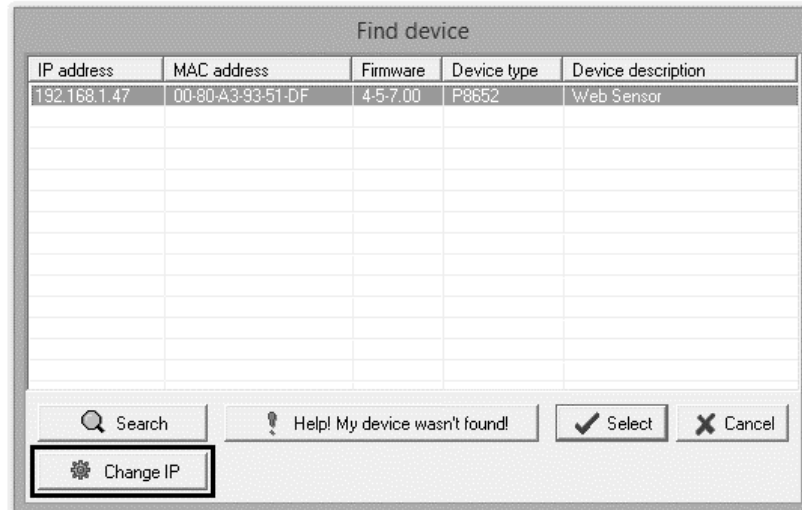 Find device
IP address MAC address Firmware Device type Device description
192.168.1.47 00-80-A3-93-51-DF 4-5-7.00 P8652 Web Sensor
Search Help! My device wasn't found! Select Cancel
Change IP